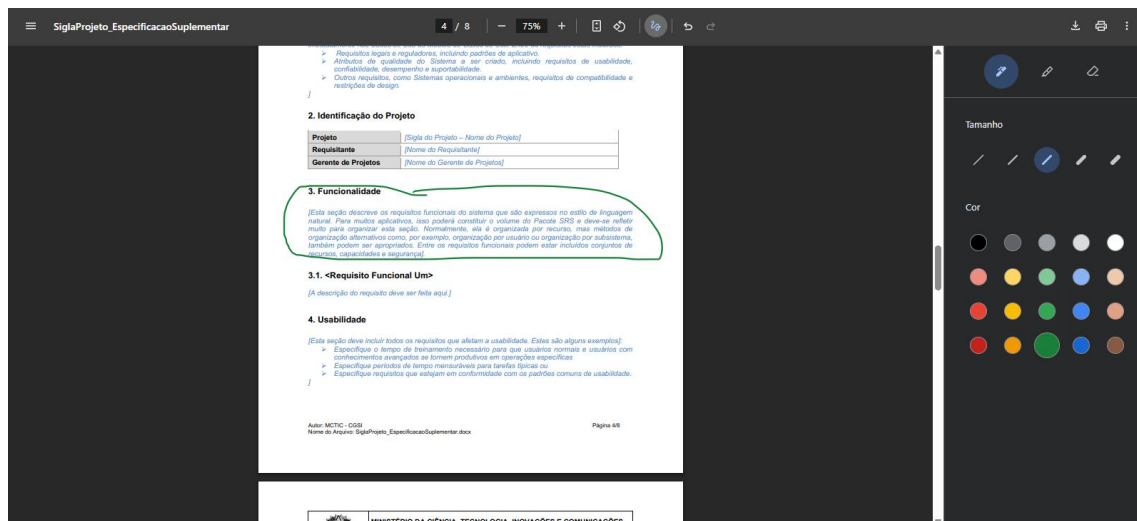 SiglaProjeto_EspecificacaoSuplementar
4 / 8
75%
➢ Requisitos legais e reguladores, incluindo padrões de aplicativo.
➢ Atributos de qualidade do Sistema a ser criado, incluindo requisitos de usabilidade,
confiabilidade, desempenho e suportabilidade.
➢ Outros requisitos, como Sistemas operacionais e ambientes, requisitos de compatibilidade e
restrições de design.
]
2. Identificação do Projeto
Projeto [Sigla do Projeto – Nome do Projeto]
Requisitante [Nome do Requisitante]
Gerente de Projetos [Nome do Gerente de Projetos]
3. Funcionalidade
[Esta seção descreve os requisitos funcionais do sistema que são expressos no estilo de linguagem
natural. Para muitos aplicativos, isso poderá constituir o volume do Pacote SRS e deve-se refletir
muito para organizar esta seção. Normalmente, ela é organizada por recurso, mas métodos de
organização alternativos como, por exemplo, organização por usuário ou organização por subsistema,
também podem ser apropriados. Entre os requisitos funcionais podem estar incluídos conjuntos de
recursos, capacidades e segurança].
3.1. <Requisito Funcional Um>
[A descrição do requisito deve ser feita aqui.]
4. Usabilidade
[Esta seção deve incluir todos os requisitos que afetam a usabilidade. Estes são alguns exemplos]:
➢ Especifique o tempo de treinamento necessário para que usuários normais e usuários com
conhecimentos avançados se tornem produtivos em operações específicas
➢ Especifique períodos de tempo mensuráveis para tarefas típicas ou
➢ Especifique requisitos que estejam em conformidade com os padrões comuns de usabilidade.
]
Autor: MCTIC - CGSI
Nome do Arquivo: SiglaProjeto_EspecificacaoSuplementar.docx
Página 4/8
MINISTÉRIO DA CIÊNCIA, TECNOLOGIA, INOVAÇÕES E COMUNICAÇÕES
Tamanho
Cor